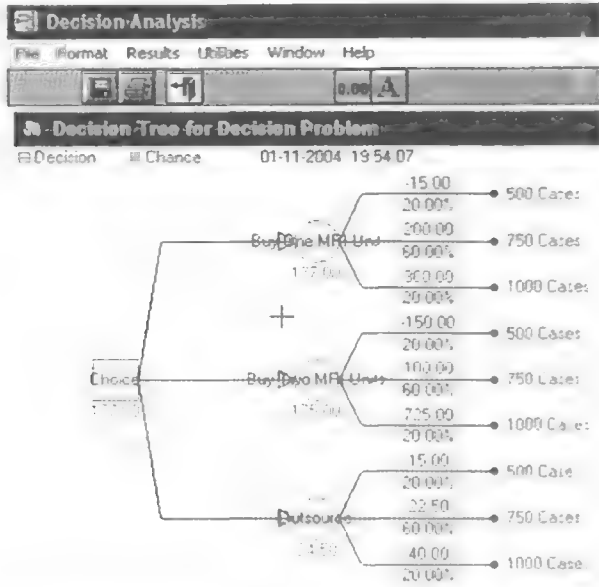 Decision Analysis
File Format Results Utilities Window Help
0.00 A
Decision Tree for Decision Problem
Decision Chance 01-11-2004 19:54:07
-15.00
20.00% 500 Cases
Buy One MRI Unit 200.00
60.00% 750 Cases
20.00% 1000 Cases
-150.00
20.00% 500 Cases
Choice Buy Two MRI Units 100.00
60.00% 750 Cases
725.00
20.00% 1000 Cases
15.00
20.00% 500 Case
Outsource 22.50
60.00% 750 Cases
40.00
20.00% 1000 Case